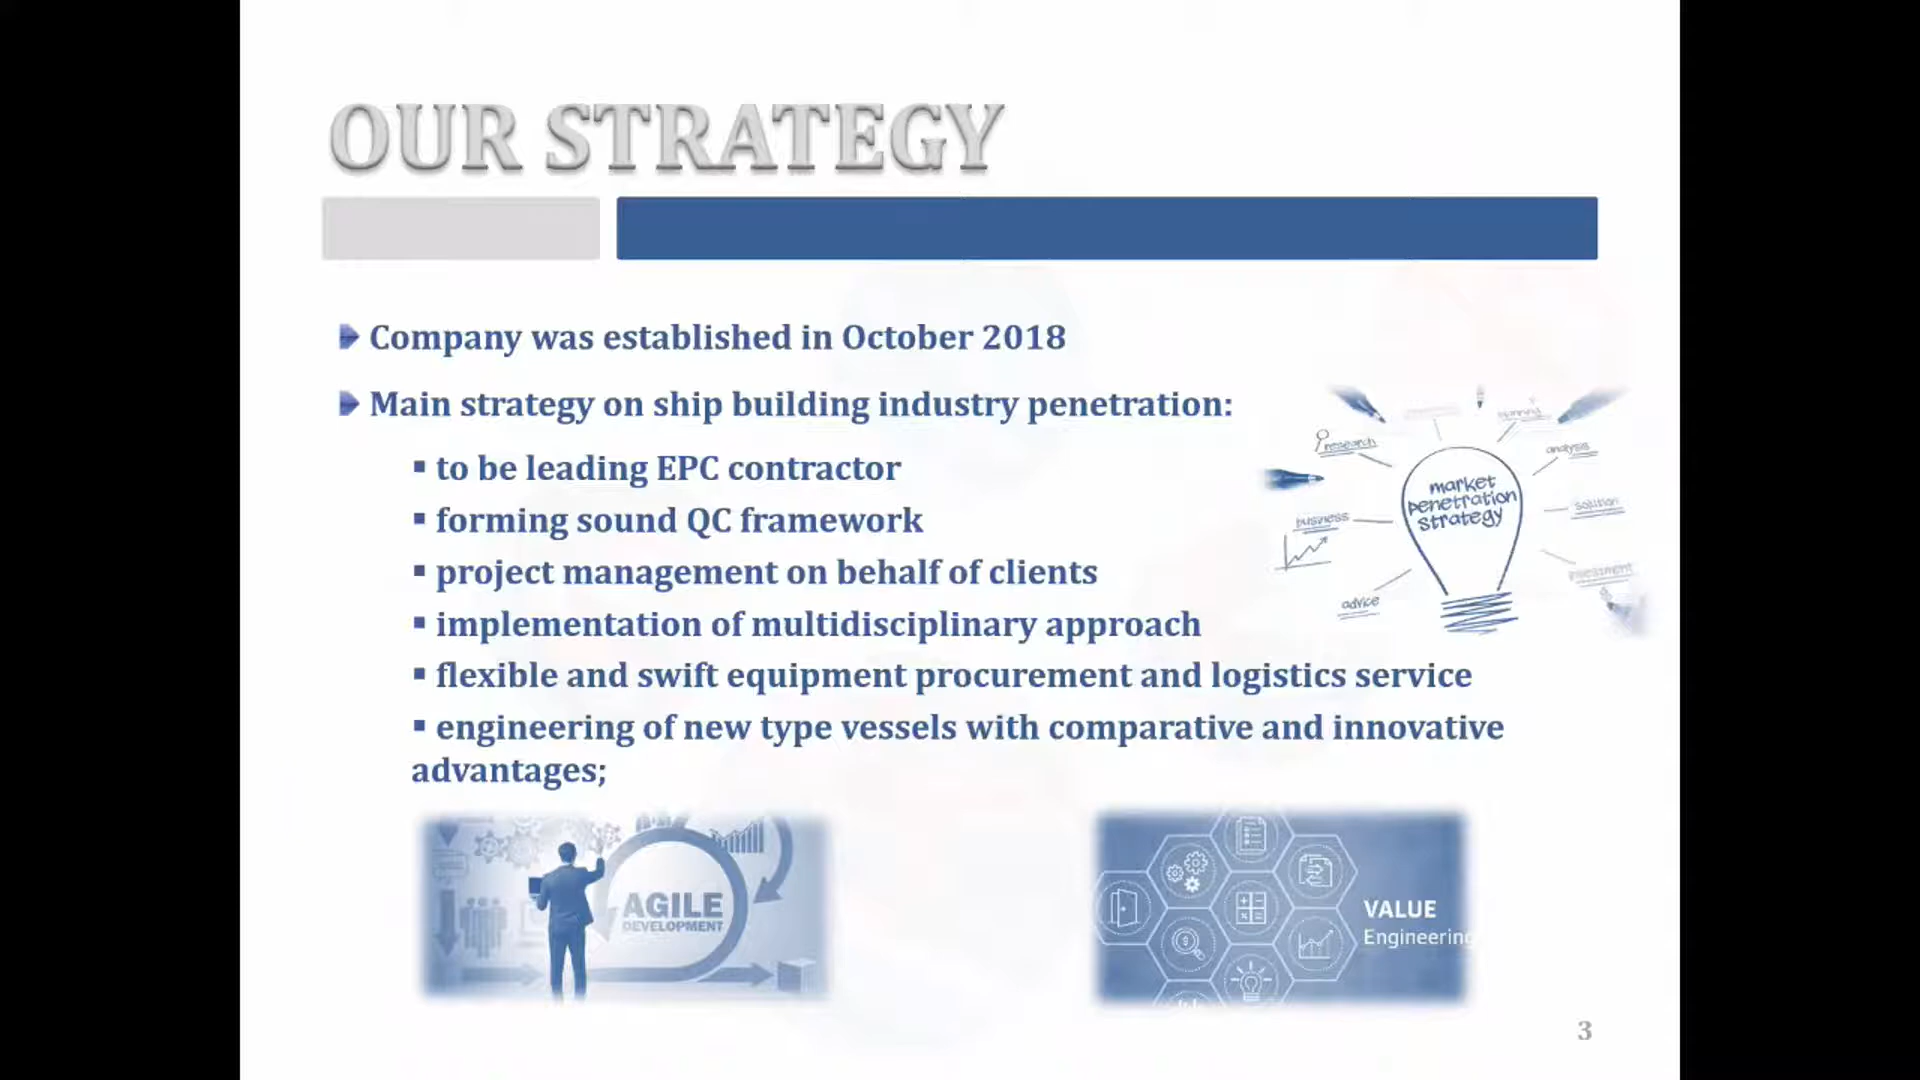 OUR STRATEGY
Company was established in October 2018
Main strategy on ship building industry penetration:
▪ to be leading EPC contractor
▪ forming sound QC framework
▪ project management on behalf of clients
▪ implementation of multidisciplinary approach
▪ flexible and swift equipment procurement and logistics service
▪ engineering of new type vessels with comparative and innovative
advantages;
research
analysis
market
penetration
strategy
solution
business
investment
advice
AGILE
DEVELOPMENT
VALUE
Engineering
3